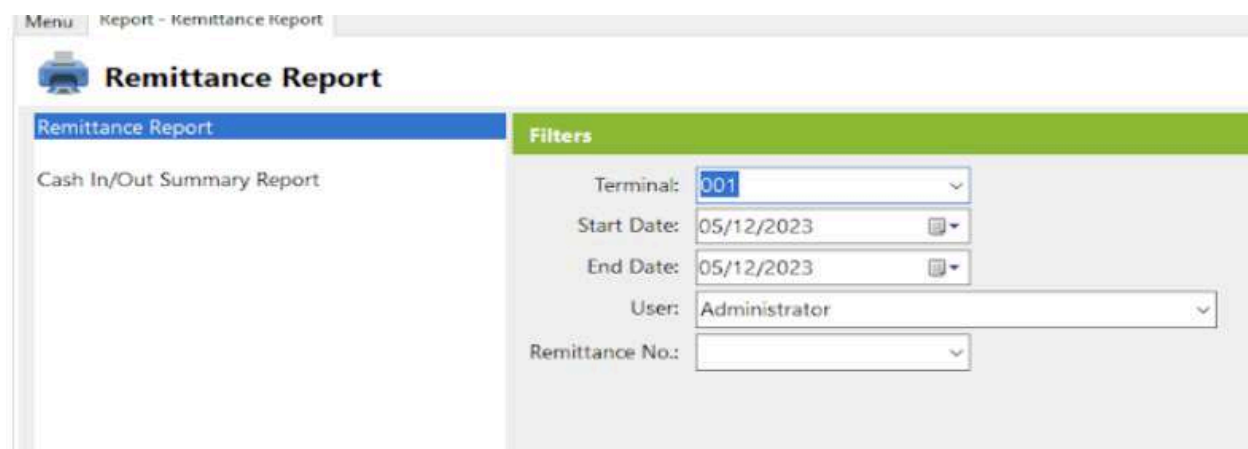 Menu Report - Remittance Report
Remittance Report
Remittance Report
Cash In/Out Summary Report
Filters
Terminal: 001
Start Date: 05/12/2023
End Date: 05/12/2023
User: Administrator
Remittance No.: